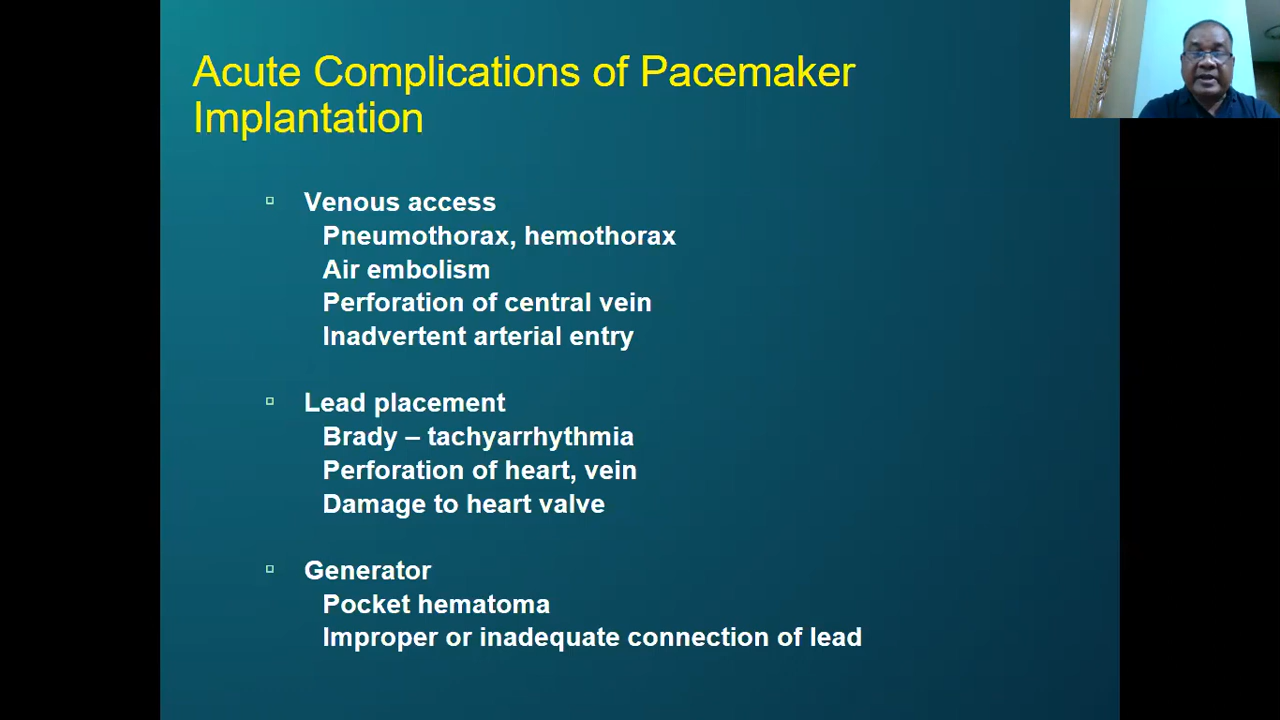 Acute Complications of Pacemaker
Implantation
Venous access
Pneumothorax, hemothorax
Air embolism
Perforation of central vein
Inadvertent arterial entry
Lead placement
Brady – tachyarrhythmia
Perforation of heart, vein
Damage to heart valve
Generator
Pocket hematoma
Improper or inadequate connection of lead